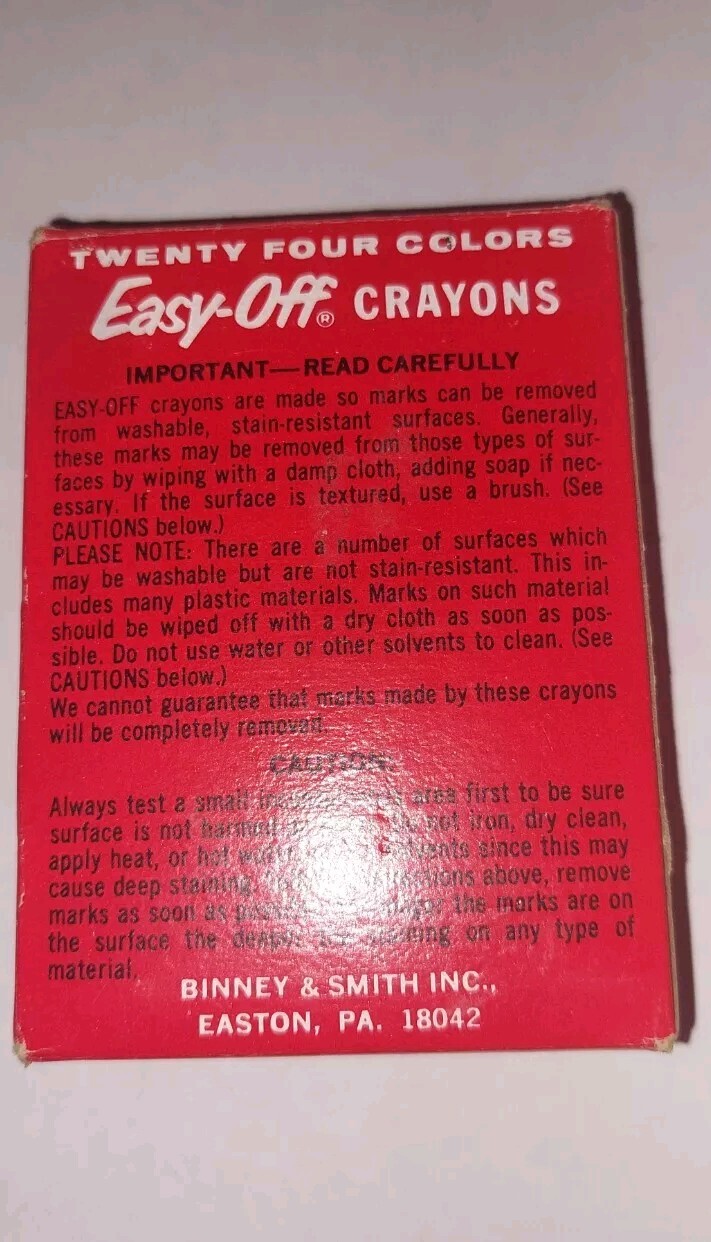 TWENTY FOUR COLORS
Easy-Off® CRAYONS
IMPORTANT—READ CAREFULLY
EASY-OFF crayons are made so marks can be removed
from washable, stain-resistant surfaces. Generally,
these marks may be removed from those types of sur-
faces by wiping with a damp cloth, adding soap if nec-
essary. If the surface is textured, use a brush. (See
CAUTIONS below.)
PLEASE NOTE: There are a number of surfaces which
may be washable but are not stain-resistant. This in-
cludes many plastic materials. Marks on such material
should be wiped off with a dry cloth as soon as pos-
sible. Do not use water or other solvents to clean. (See
CAUTIONS below.)
We cannot guarantee that marks made by these crayons
will be completely removed.
Always test a small area first to be sure
surface is not not iron, dry clean,
apply heat, or hot since this may
cause deep staining. above, remove
marks as soon as the marks are on
the surface the on any type of
material.
BINNEY & SMITH INC.,
EASTON, PA. 18042